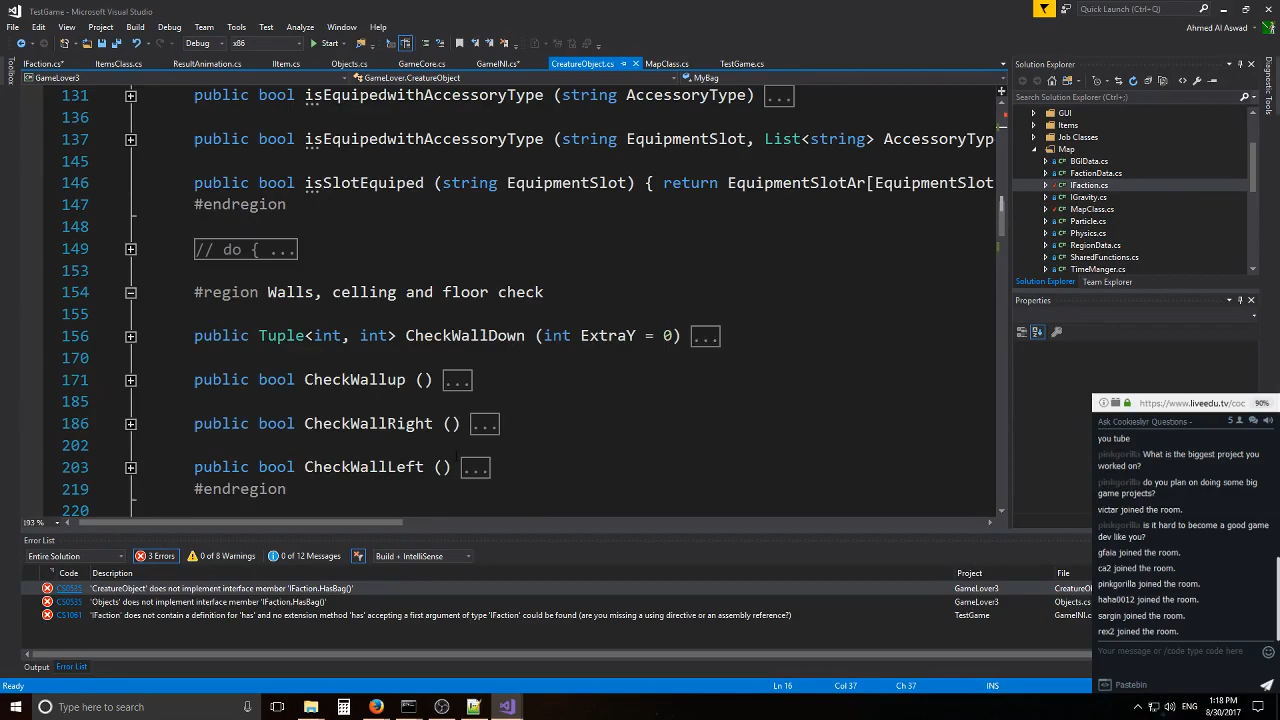 TestGame - Microsoft Visual Studio
Quick Launch (Ctrl+Q)
File Edit View Project Build Debug Team Tools Test Analyze Window Help
Ahmed Al Aswad
Debug x86 Start
IFaction.cs* ItemsClass.cs ResultAnimation.cs IItem.cs Objects.cs GameCore.cs GameINI.cs* CreatureObject.cs MapClass.cs TestGame.cs
GameLover3 GameLover.CreatureObject MyBag
Toolbox
131 public bool isEquipedwithAccessoryType (string AccessoryType) ...
136
137 public bool isEquipedwithAccessoryType (string EquipmentSlot, List<string> AccessoryTyp
145
146 public bool isSlotEquiped (string EquipmentSlot) { return EquipmentSlotAr[EquipmentSlot
147 #endregion
148
149 // do { ...
153
154 #region Walls, celling and floor check
155
156 public Tuple<int, int> CheckWallDown (int ExtraY = 0) ...
170
171 public bool CheckWallup () ...
185
186 public bool CheckWallRight () ...
202
203 public bool CheckWallLeft () ...
219 #endregion
220
193 %
Solution Explorer
Search Solution Explorer (Ctrl+;)
GUI
Items
Job Classes
Map
BGIData.cs
FactionData.cs
IFaction.cs
IGravity.cs
MapClass.cs
Particle.cs
Physics.cs
RegionData.cs
SharedFunctions.cs
TimeManger.cs
Solution Explorer Team Explorer
Properties
Diagnostic Tools
Error List
Entire Solution 3 Errors 0 of 8 Warnings 0 of 12 Messages Build + IntelliSense
Code Description Project File
CS0535 'CreatureObject' does not implement interface member 'IFaction.HasBag()' GameLover3 CreatureO
CS0535 'Objects' does not implement interface member 'IFaction.HasBag()' GameLover3 Objects.cs
CS1061 'IFaction' does not contain a definition for 'has' and no extension method 'has' accepting a first argument of type 'IFaction' could be found (are you missing a using directive or an assembly reference?) TestGame GameINI.c
Output Error List
Ready Ln 16 Col 37 Ch 37 INS
https://www.liveedu.tv/coc 90%
Ask Cookieslyr Questions - 5
you tube
pinkgorilla What is the biggest project you
worked on?
pinkgorilla do you plan on doing some big
game projects?
victar joined the room.
pinkgorilla is it hard to become a good game
dev like you?
gfaia joined the room.
ca2 joined the room.
pinkgorilla joined the room.
haha0012 joined the room.
sargin joined the room.
rex2 joined the room.
Your message or /code type code here
Pastebin
Type here to search
ENG 1:18 PM
8/30/2017